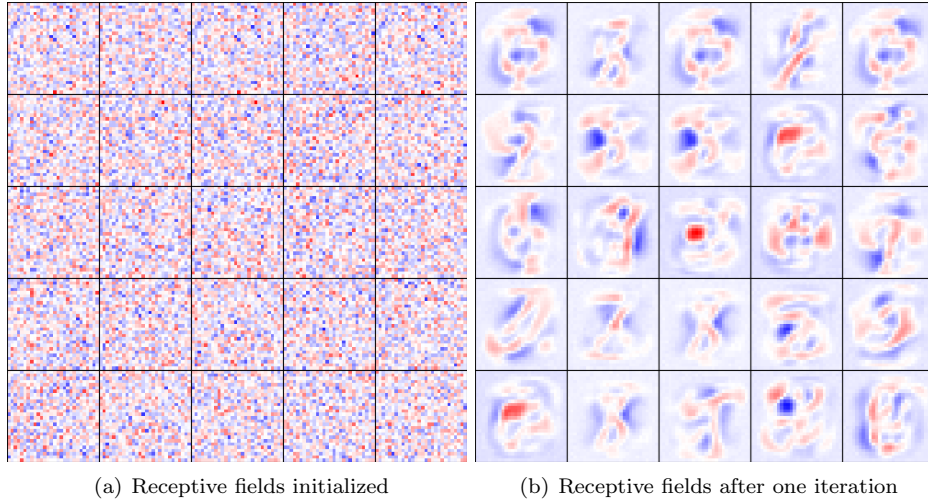 (a) Receptive fields initialized
(b) Receptive fields after one iteration